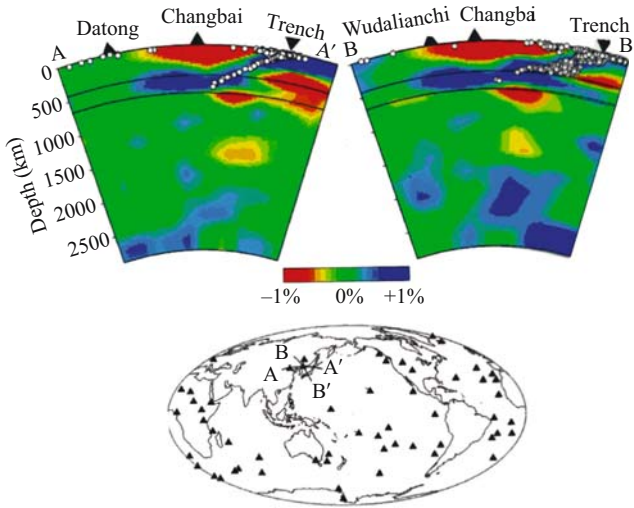 Datong Changbai Trench
A A′
Wudalianchi Changbai Trench
B B
0
500
1000
1500
2000
2500
Depth (km)
−1% 0% +1%
B
A A′
B′